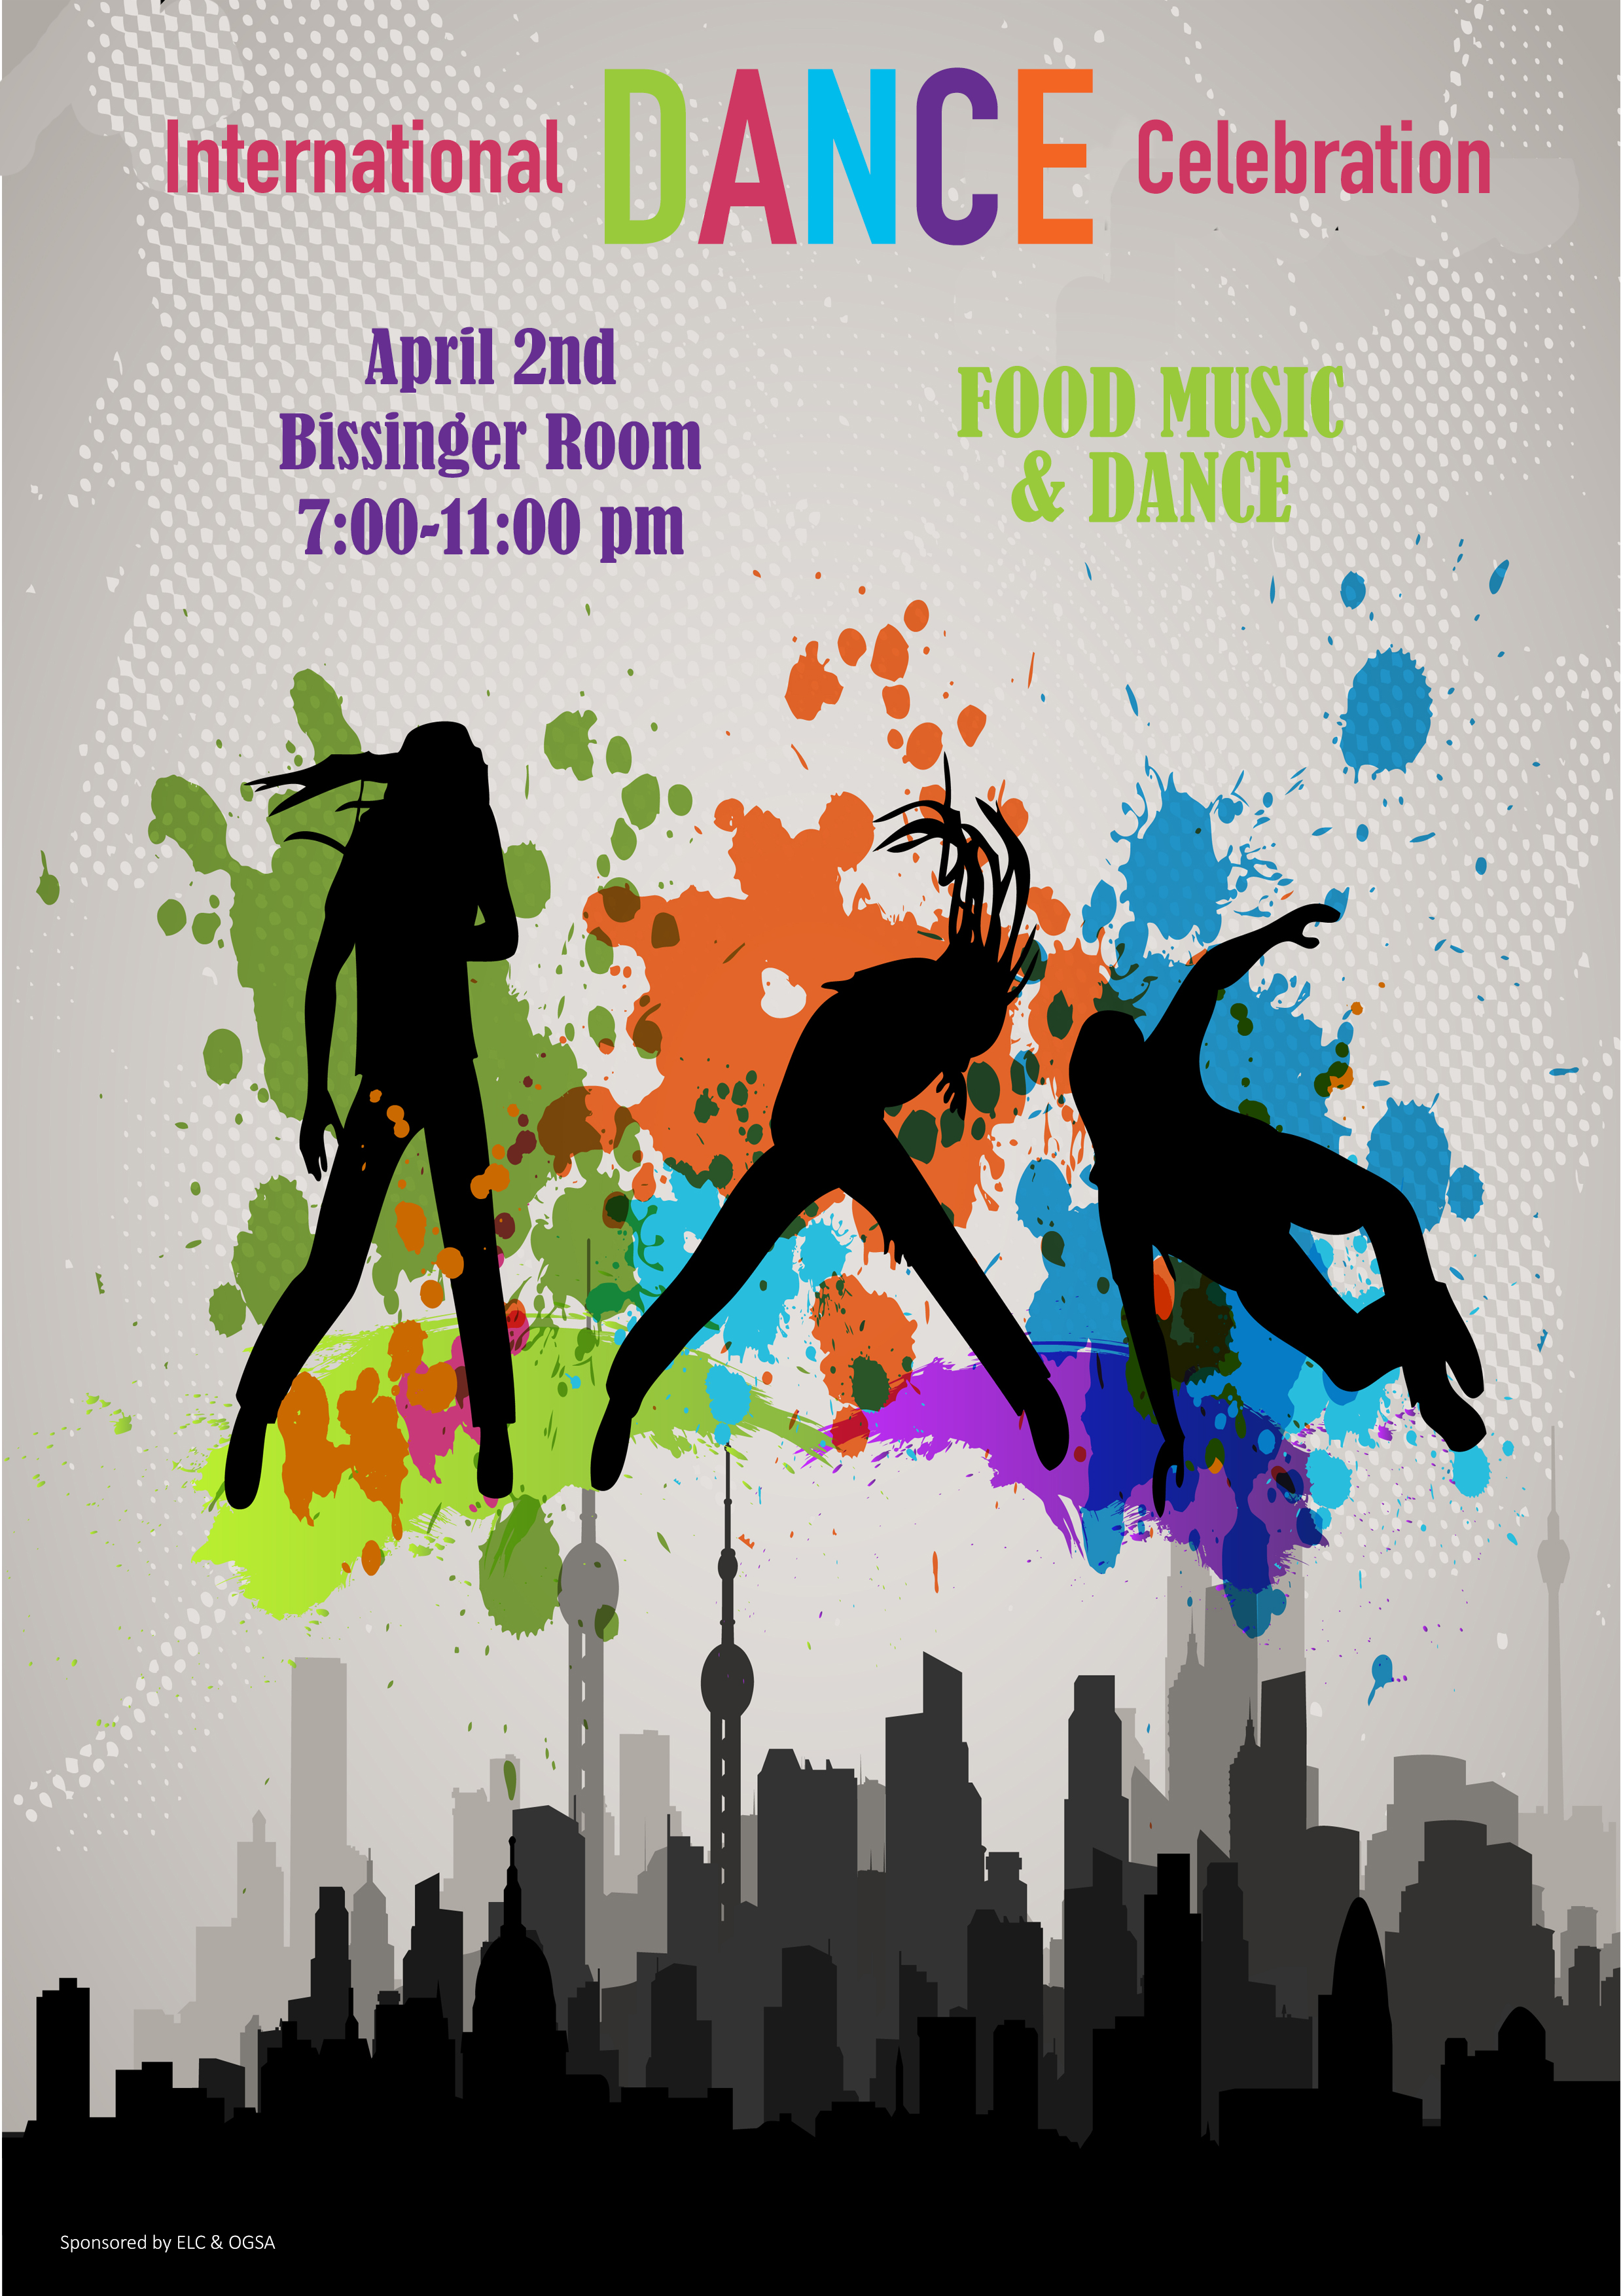 International DANCE Celebration
April 2nd
Bissinger Room
7:00-11:00 pm
FOOD MUSIC
& DANCE
Sponsored by ELC & OGSA